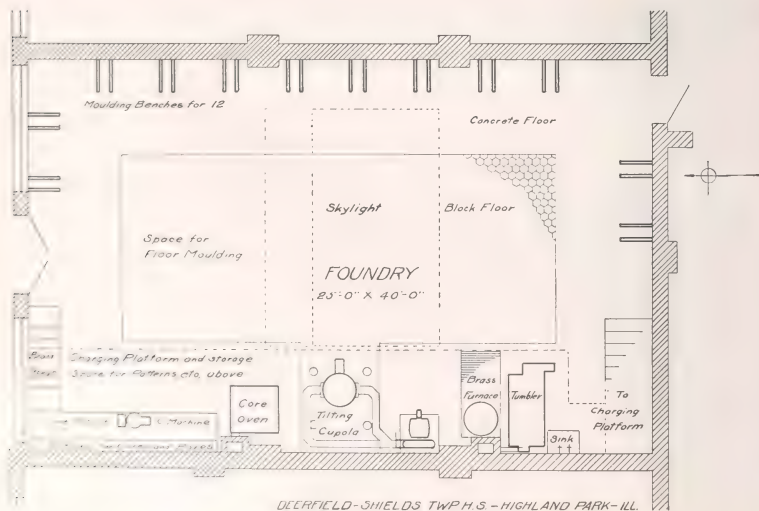 Moulding Benches for 12
Concrete Floor
Skylight
Block Floor
Space for
Floor Moulding
FOUNDRY
25'-0" X 40'-0"
Charging Platform and storage
Space for Patterns etc. above
Core
Oven
Tilting
Cupola
Brass
Furnace
Tumbler
Sink
To
Charging
Platform
Machine
DEERFIELD-SHIELDS TWP. H.S. - HIGHLAND PARK - ILL.